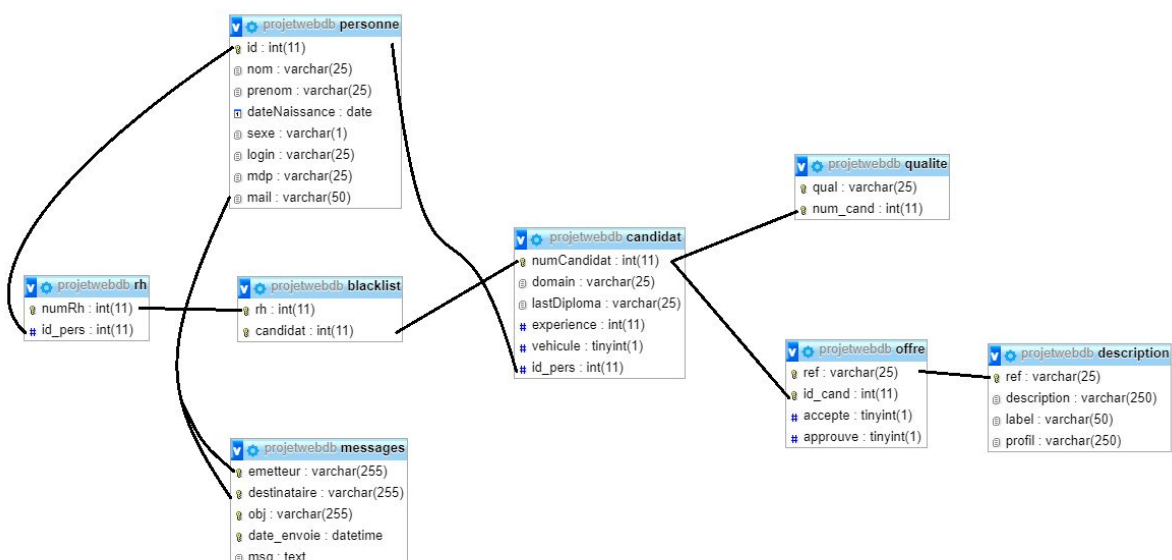 projetwebdb personne
id : int(11)
nom : varchar(25)
prenom : varchar(25)
dateNaissance : date
sexe : varchar(1)
login : varchar(25)
mdp : varchar(25)
mail : varchar(50)
projetwebdb qualite
qual : varchar(25)
num_cand : int(11)
projetwebdb candidat
numCandidat : int(11)
domain : varchar(25)
lastDiploma : varchar(25)
experience : int(11)
vehicule : tinyint(1)
id_pers : int(11)
projetwebdb rh
numRh : int(11)
id_pers : int(11)
projetwebdb blacklist
rh : int(11)
candidat : int(11)
projetwebdb offre
ref : varchar(25)
id_cand : int(11)
accepte : tinyint(1)
approuve : tinyint(1)
projetwebdb description
ref : varchar(25)
description : varchar(250)
label : varchar(50)
profil : varchar(250)
projetwebdb messages
emetteur : varchar(255)
destinataire : varchar(255)
obj : varchar(255)
date_envoie : datetime
msg : text